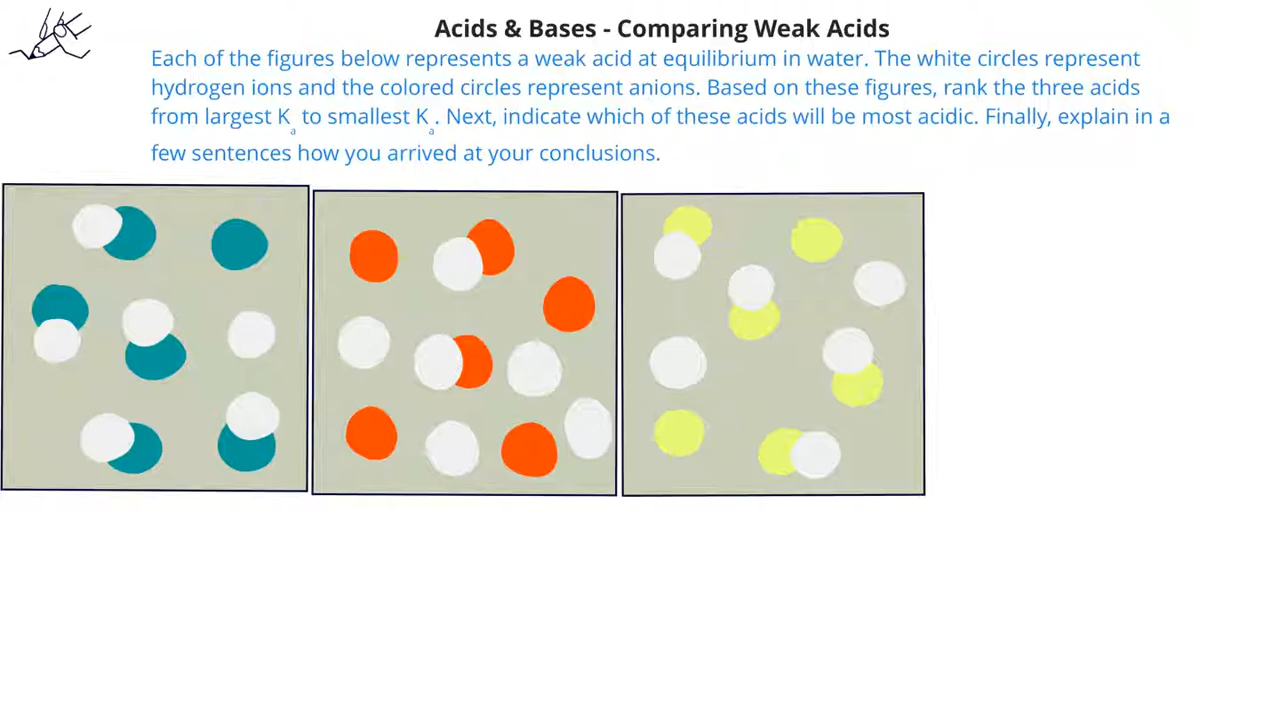 Acids & Bases - Comparing Weak Acids
Each of the figures below represents a weak acid at equilibrium in water. The white circles represent
hydrogen ions and the colored circles represent anions. Based on these figures, rank the three acids
from largest Ka to smallest Ka. Next, indicate which of these acids will be most acidic. Finally, explain in a
few sentences how you arrived at your conclusions.